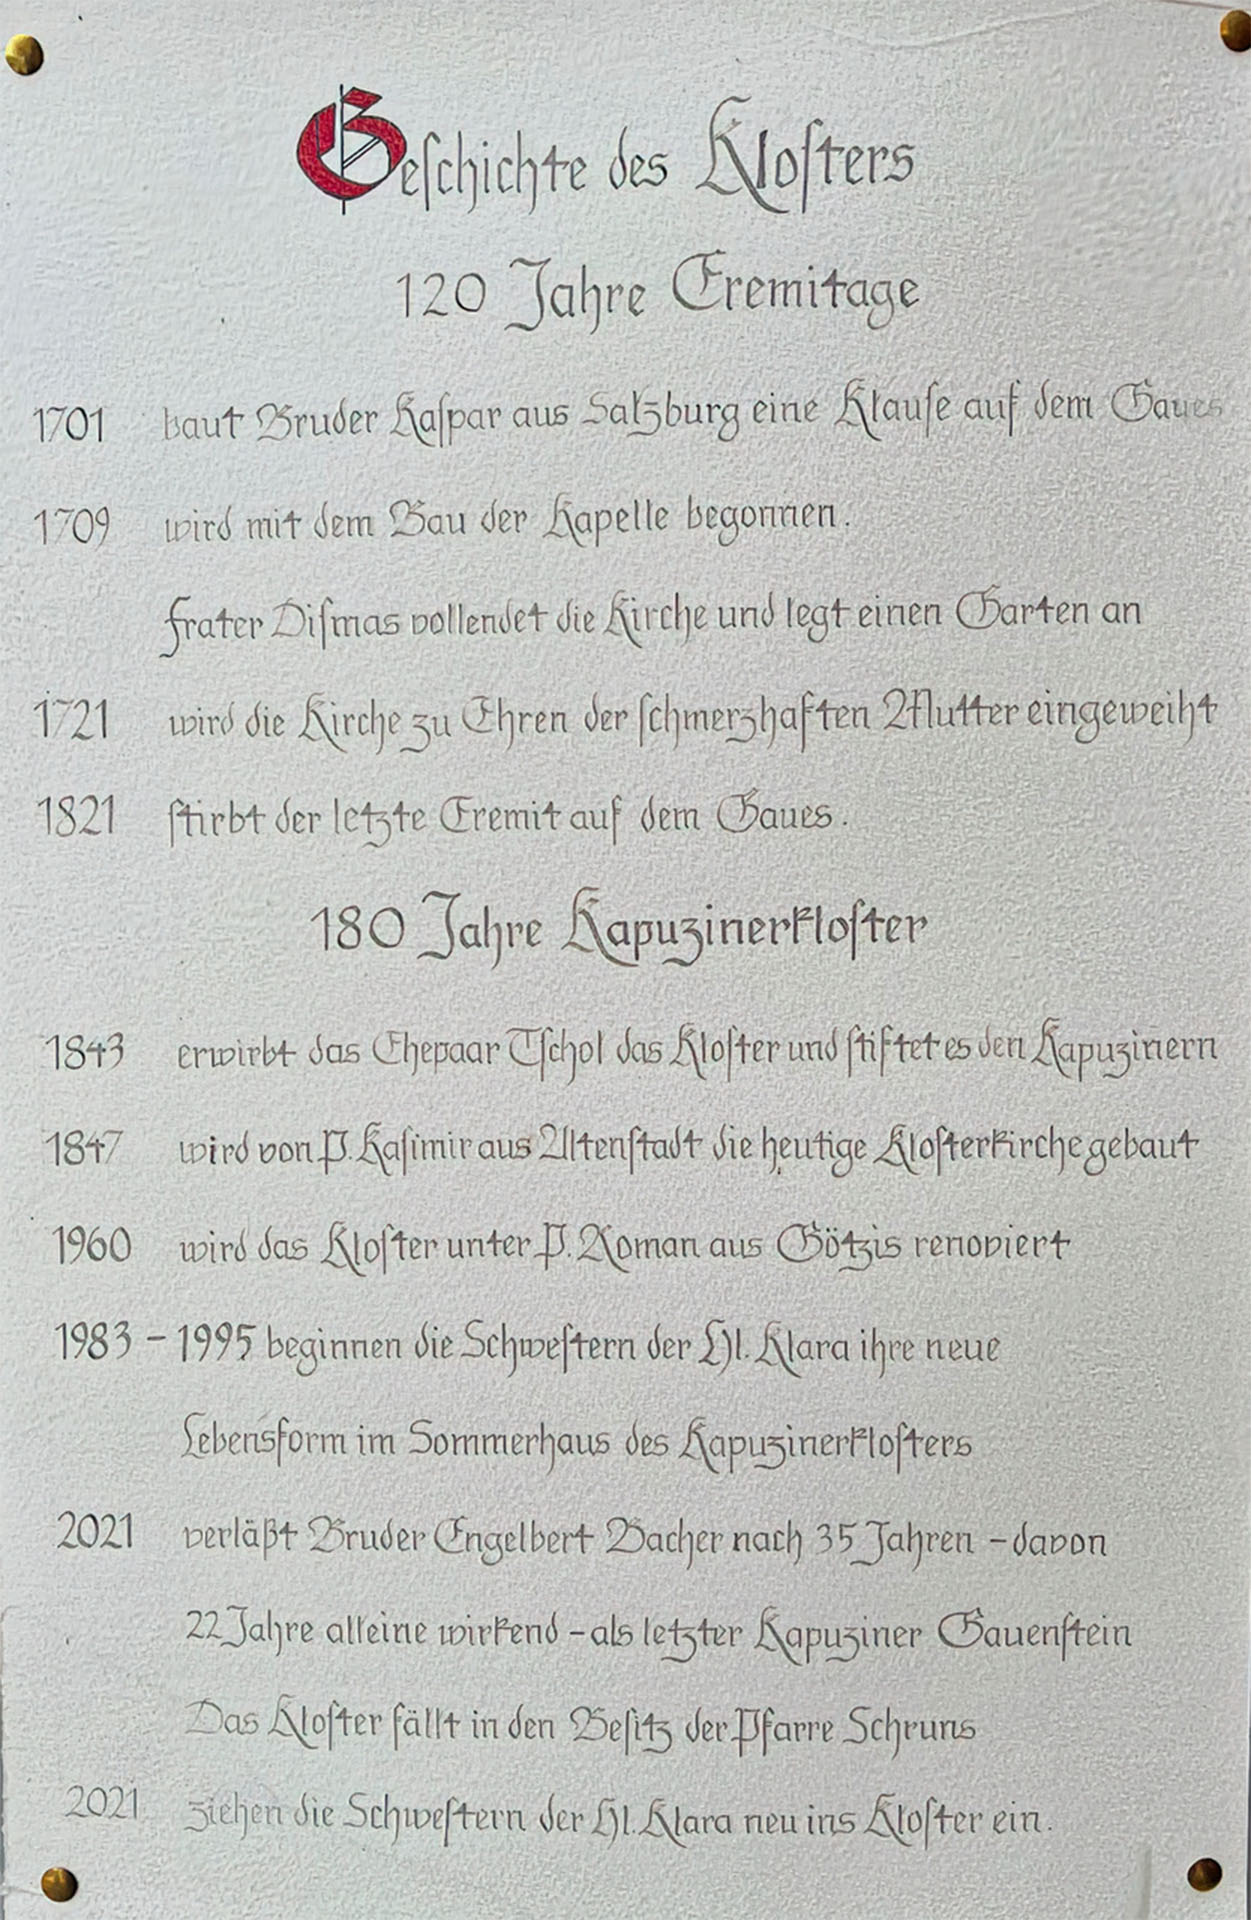 Geschichte des Klosters
120 Jahre Eremitage
1701 baut Bruder Kaspar aus Salzburg eine Klause auf dem Gaues
1709 wird mit dem Bau der Kapelle begonnen.
Frater Dismas vollendet die Kirche und legt einen Garten an
1721 wird die Kirche zu Ehren der schmerzhaften Mutter eingeweiht
1821 stirbt der letzte Eremit auf dem Gaues.
180 Jahre Kapuzinerkloster
1843 erwirbt das Ehepaar Tschol das Kloster und stiftet es den Kapuzinern
1847 wird von P. Kasimir aus Altenstadt die heutige Klosterkirche gebaut
1960 wird das Kloster unter P. Roman aus Götzis renoviert
1983 – 1995 beginnen die Schwestern der Hl. Klara ihre neue
Lebensform im Sommerhaus des Kapuzinerklosters
2021 verläßt Bruder Engelbert Bacher nach 35 Jahren – davon
22 Jahre alleine wirkend – als letzter Kapuziner Gauenstein
Das Kloster fällt in den Besitz der Pfarre Schruns
2021 ziehen die Schwestern der Hl. Klara neu ins Kloster ein.